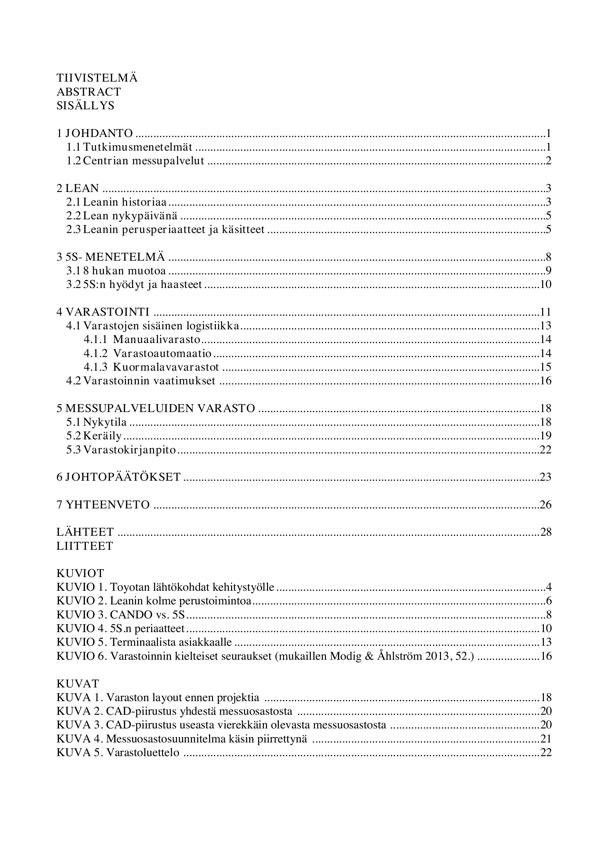 TIIVISTELMÄ
ABSTRACT
SISÄLLYS
1 JOHDANTO ........................................................................................................................................1
1.1 Tutkimusmenetelmät ....................................................................................................................1
1.2 Centrian messupalvelut ................................................................................................................2
2 LEAN ....................................................................................................................................................3
2.1 Leanin historiaa ..............................................................................................................................3
2.2 Lean nykypäivänä ..........................................................................................................................5
2.3 Leanin perusperiaatteet ja käsitteet ............................................................................................5
3 5S- MENETELMÄ ..............................................................................................................................8
3.1 8 hukan muotoa ..............................................................................................................................9
3.2 5S:n hyödyt ja haasteet ................................................................................................................10
4 VARASTOINTI ................................................................................................................................11
4.1 Varastojen sisäinen logistiikka....................................................................................................13
4.1.1 Manuaalivarasto..................................................................................................................14
4.1.2 Varastoautomaatio..............................................................................................................14
4.1.3 Kuormalavavarastot ..........................................................................................................15
4.2 Varastoinnin vaatimukset ..........................................................................................................16
5 MESSUPALVELUIDEN VARASTO ..............................................................................................18
5.1 Nykytila ........................................................................................................................................18
5.2 Keräily..........................................................................................................................................19
5.3 Varastokirjanpito........................................................................................................................22
6 JOHTOPÄÄTÖKSET ......................................................................................................................23
7 YHTEENVETO ................................................................................................................................26
LÄHTEET ............................................................................................................................................28
LIITTEET
KUVIOT
KUVIO 1. Toyotan lähtökohdat kehitystyölle..........................................................................................4
KUVIO 2. Leanin kolme perustoimintoa..................................................................................................6
KUVIO 3. CANDO vs. 5S........................................................................................................................8
KUVIO 4. 5S.n periaatteet......................................................................................................................10
KUVIO 5. Terminaalista asiakkaalle ......................................................................................................13
KUVIO 6. Varastoinnin kielteiset seuraukset (mukaillen Modig & Åhlström 2013, 52.) .....................16
KUVAT
KUVA 1. Varaston layout ennen projektia ............................................................................................18
KUVA 2. CAD-piirustus yhdestä messuosastosta ..................................................................................20
KUVA 3. CAD-piirustus useasta vierekkäin olevasta messuosastosta ..................................................20
KUVA 4. Messuosastosuunnitelma käsin piirrettynä ............................................................................21
KUVA 5. Varastoluettelo ......................................................................................................................22